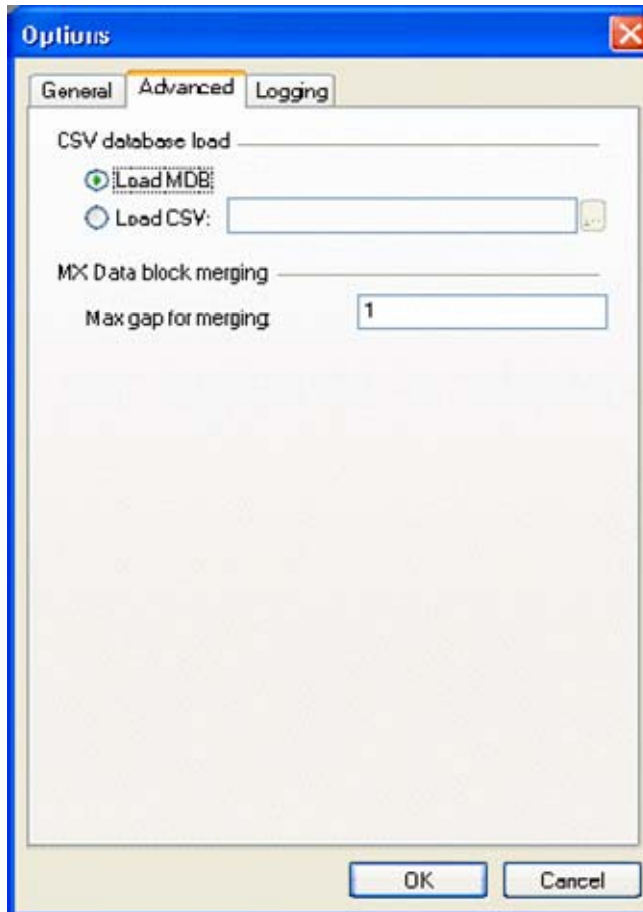 Options
General Advanced Logging
CSV database load
Load MDB
Load CSV: ...
MX Data block merging
Max gap for merging: 1
OK Cancel